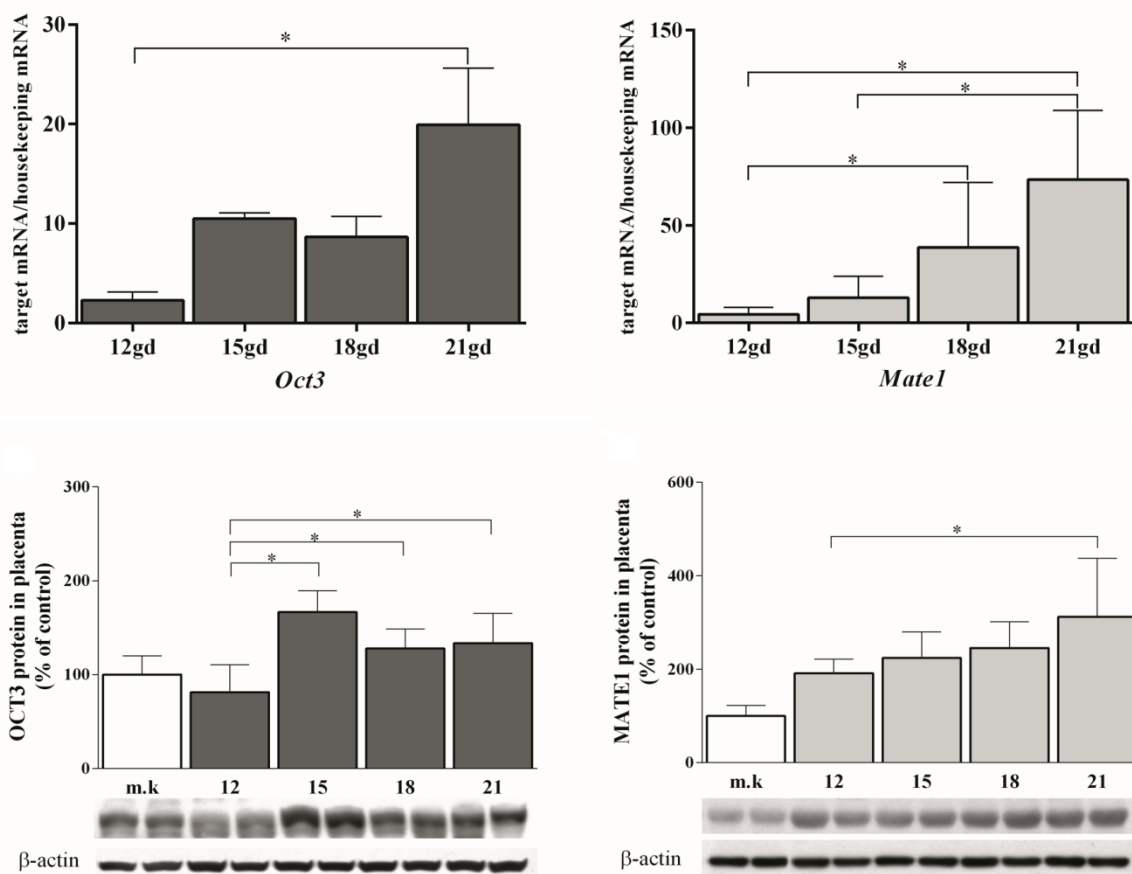 target mRNA/housekeeping mRNA
30
20
10
0
*
12gd 15gd 18gd 21gd
Oct3
target mRNA/housekeeping mRNA
150
100
50
0
*
*
*
12gd 15gd 18gd 21gd
Mate1
OCT3 protein in placenta
(% of control)
300
200
100
0
*
*
*
m.k 12 15 18 21
β-actin
MATE1 protein in placenta
(% of control)
600
400
200
0
*
m.k 12 15 18 21
β-actin